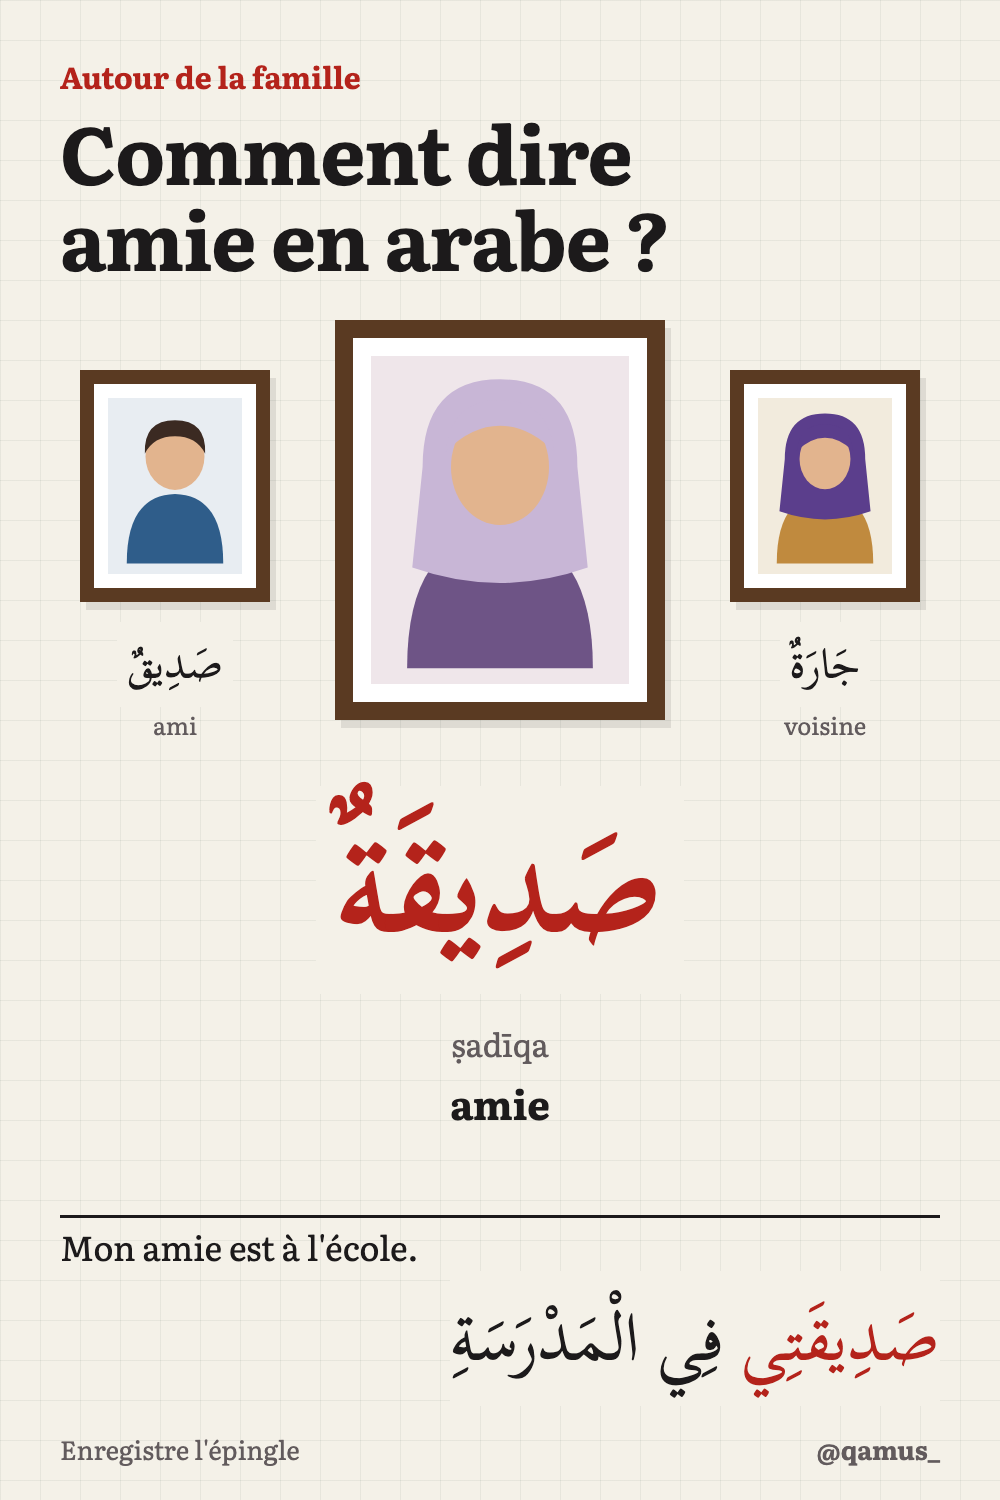 Autour de la famille
Comment dire
amie en arabe ?
صَدِيقٌ
ami
جَارَةٌ
voisine
صَدِيقَةٌ
ṣadīqa
amie
Mon amie est à l'école.
صَدِيقَتِي فِي الْمَدْرَسَةِ
Enregistre l'épingle
@qamus_